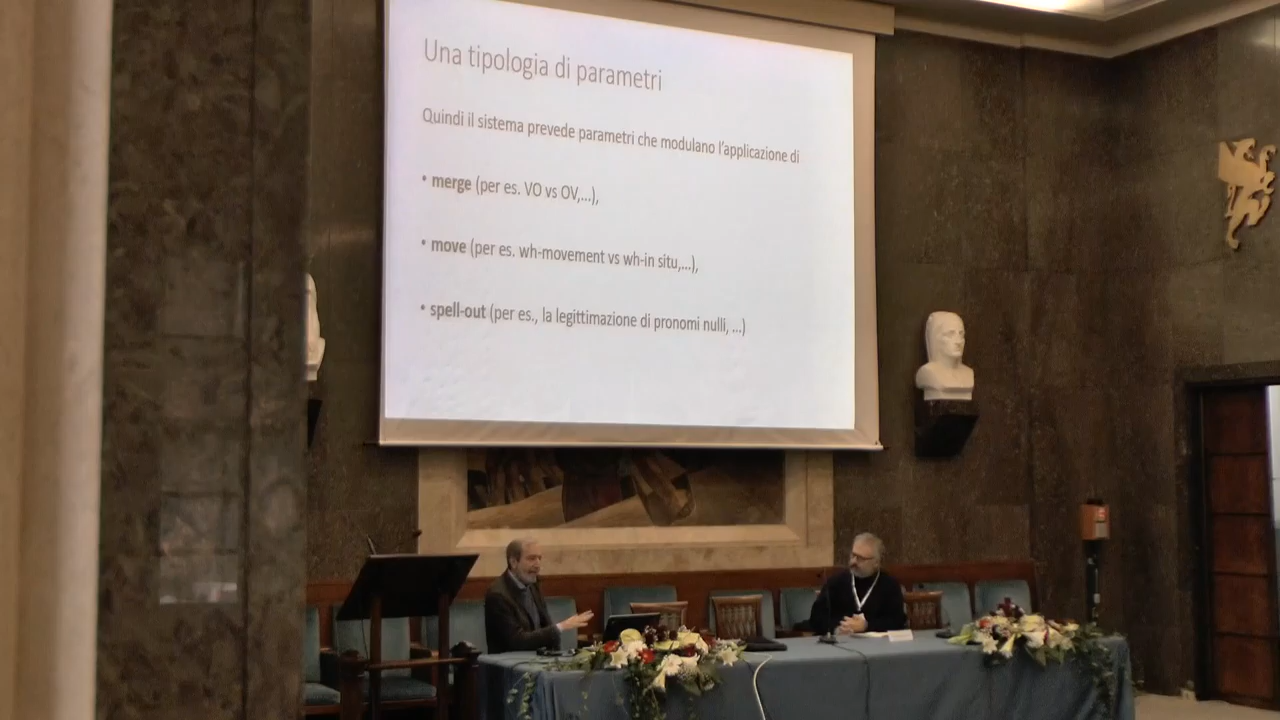 Una tipologia di parametri
Quindi il sistema prevede parametri che modulano l'applicazione di
• merge (per es. VO vs OV,...),
• move (per es. wh-movement vs wh-in situ,...),
• spell-out (per es., la legittimazione di pronomi nulli, ...)